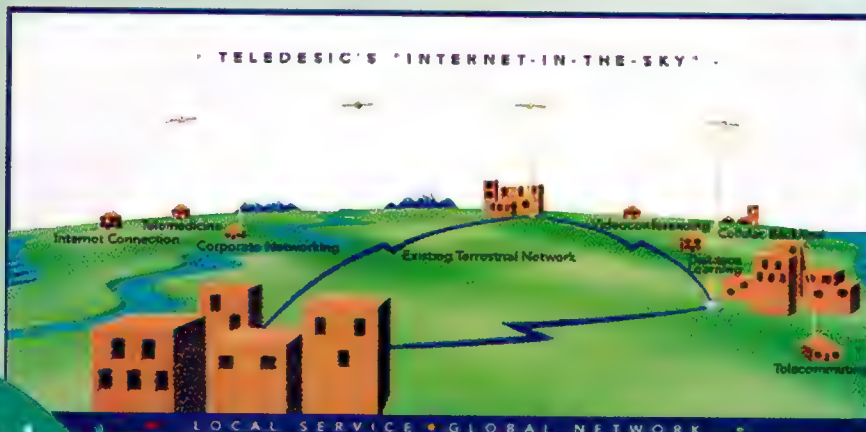 • TELEDESIC'S "INTERNET-IN-THE-SKY" •
Internet Connection
Telemedicine
Corporate Networking
Existing Terrestrial Network
Videoconferencing
Distance
Learning
Telecommuting
LOCAL SERVICE • GLOBAL NETWORK